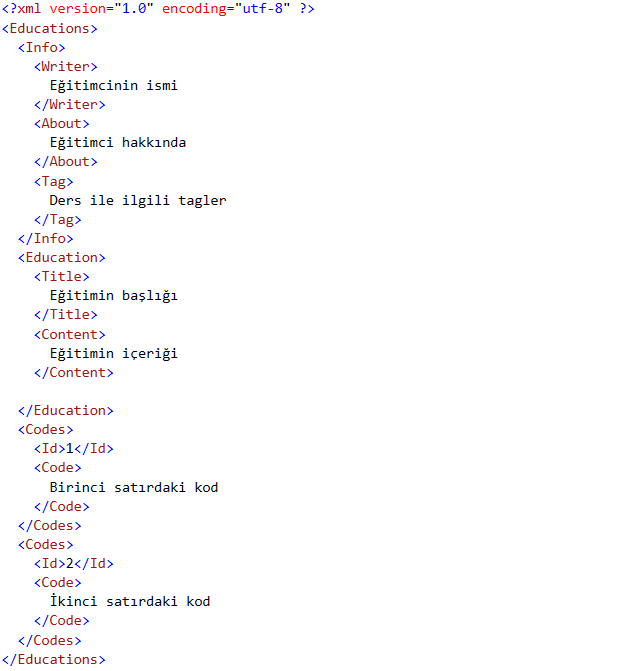 <?xml version="1.0" encoding="utf-8" ?>
<Educations>
  <Info>
    <Writer>
      Eğitimcinin ismi
    </Writer>
    <About>
      Eğitimci hakkında
    </About>
    <Tag>
      Ders ile ilgili tagler
    </Tag>
  </Info>
  <Education>
    <Title>
      Eğitimin başlığı
    </Title>
    <Content>
      Eğitimin içeriği
    </Content>

  </Education>
  <Codes>
    <Id>1</Id>
    <Code>
      Birinci satırdaki kod
    </Code>
  </Codes>
  <Codes>
    <Id>2</Id>
    <Code>
      İkinci satırdaki kod
    </Code>
  </Codes>
</Educations>